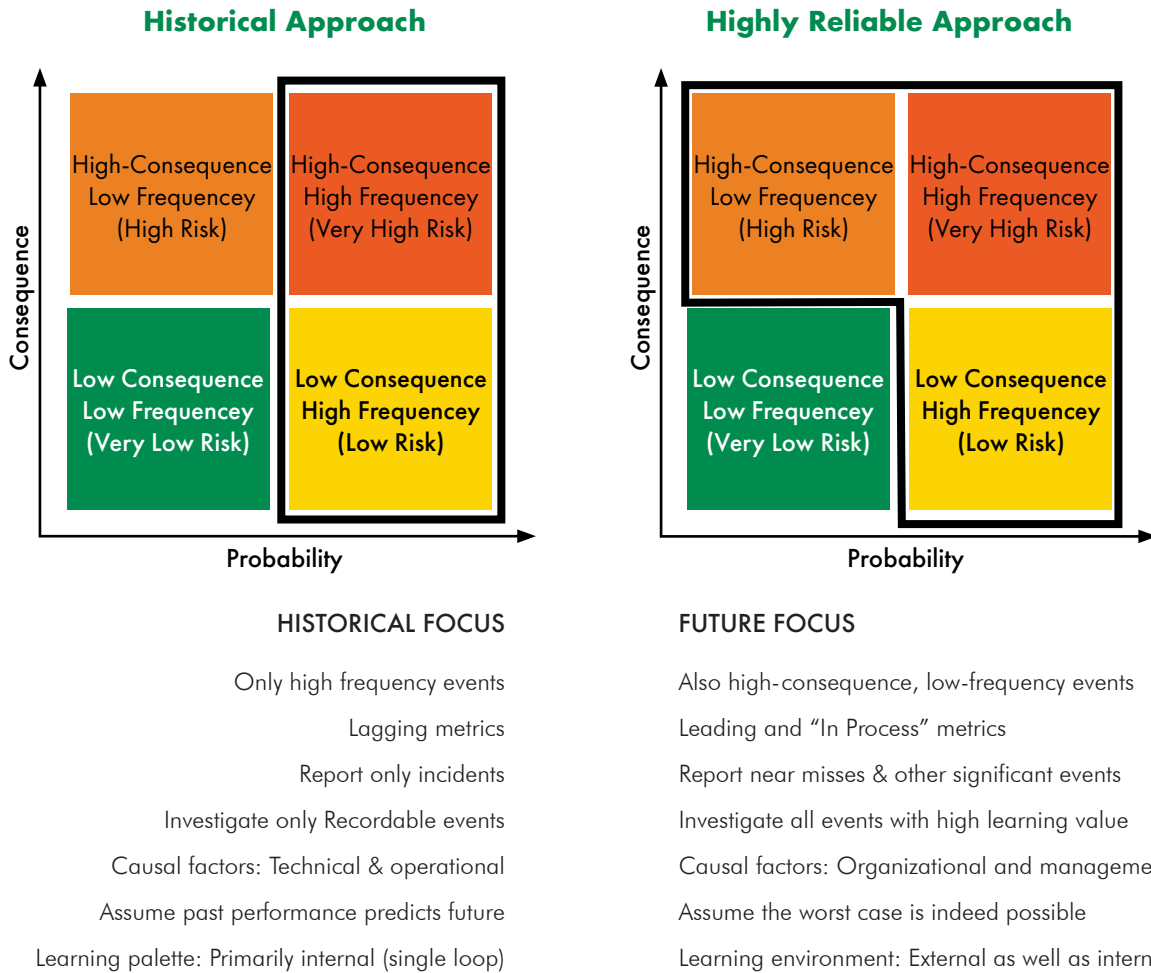 Historical Approach
High-Consequence
Low Frequencey
(High Risk)
High-Consequence
High Frequencey
(Very High Risk)
Low Consequence
Low Frequencey
(Very Low Risk)
Low Consequence
High Frequencey
(Low Risk)
Consequence
Probability
Highly Reliable Approach
High-Consequence
Low Frequencey
(High Risk)
High-Consequence
High Frequencey
(Very High Risk)
Low Consequence
Low Frequencey
(Very Low Risk)
Low Consequence
High Frequencey
(Low Risk)
Consequence
Probability
HISTORICAL FOCUS
Only high frequency events
Lagging metrics
Report only incidents
Investigate only Recordable events
Causal factors: Technical & operational
Assume past performance predicts future
Learning palette: Primarily internal (single loop)
FUTURE FOCUS
Also high-consequence, low-frequency events
Leading and “In Process” metrics
Report near misses & other significant events
Investigate all events with high learning value
Causal factors: Organizational and manageme
Assume the worst case is indeed possible
Learning environment: External as well as intern